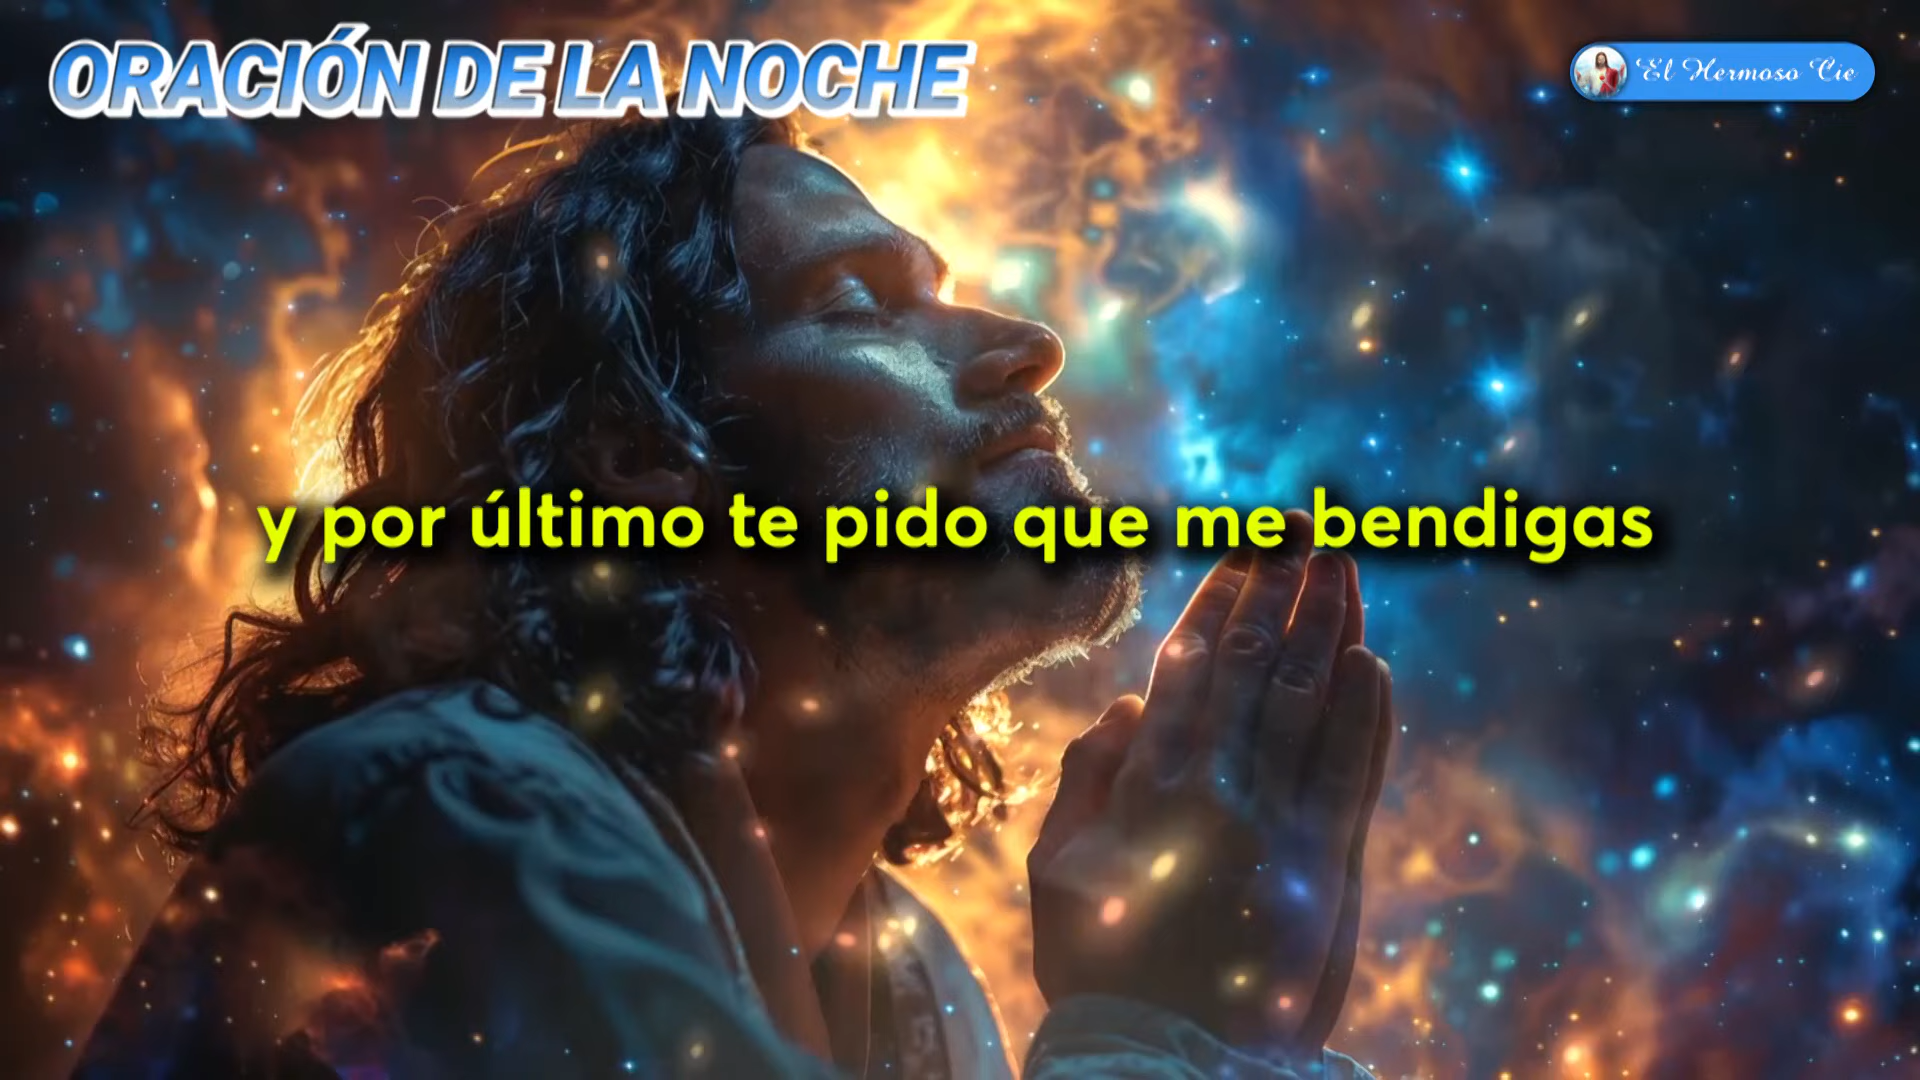 ORACIÓN DE LA NOCHE
El Hermoso Cie
y por último te pido que me bendigas